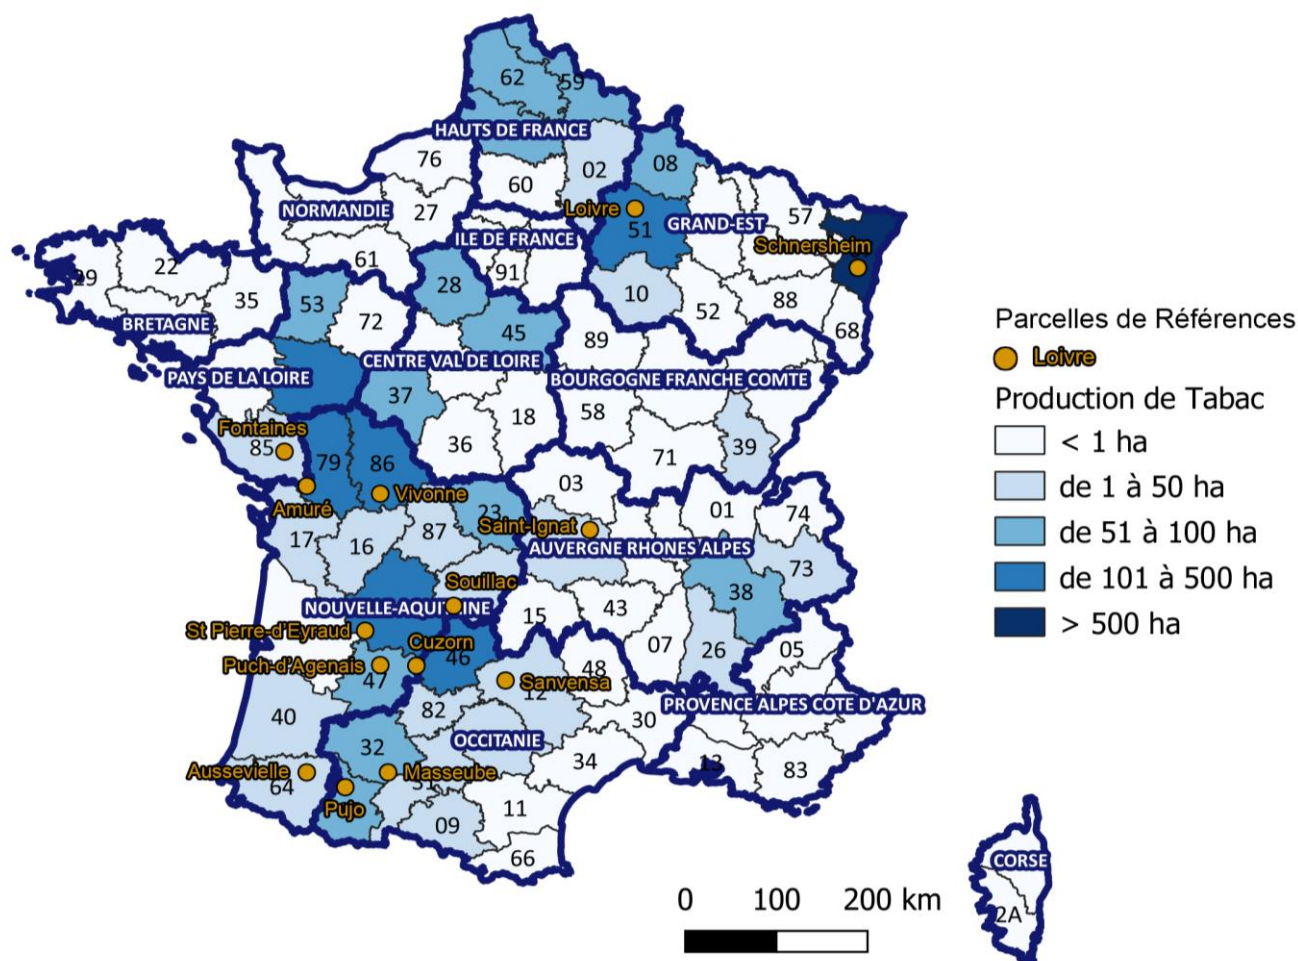 62
59
HAUTS DE FRANCE
76
02
08
60
27
NORMANDIE
Loivre
51
GRAND-EST
57
ILE DE FRANCE
Schnersheim
61
91
22
29
28
10
88
35
53
72
52
68
BRETAGNE
45
89
CENTRE VAL DE LOIRE
PAYS DE LA LOIRE
BOURGOGNE FRANCHE COMTE
37
18
58
Fontaines
85
36
39
79
86
71
03
Vivonne
Amuré
23
Saint-Ignat
01
74
17
16
87
AUVERGNE RHONES ALPES
73
Souillac
38
NOUVELLE-AQUITAINE
43
15
St Pierre-d'Eyraud
Cuzorn
07
26
05
46
Puch-d'Agenais
47
48
Sanvensa
12
PROVENCE ALPES COTE D'AZUR
40
82
30
32
OCCITANIE
34
13
83
Aussevielle
Masseube
64
31
Pujo
11
09
66
CORSE
2A
Parcelles de Références
Loivre
Production de Tabac
< 1 ha
de 1 à 50 ha
de 51 à 100 ha
de 101 à 500 ha
> 500 ha
0 100 200 km